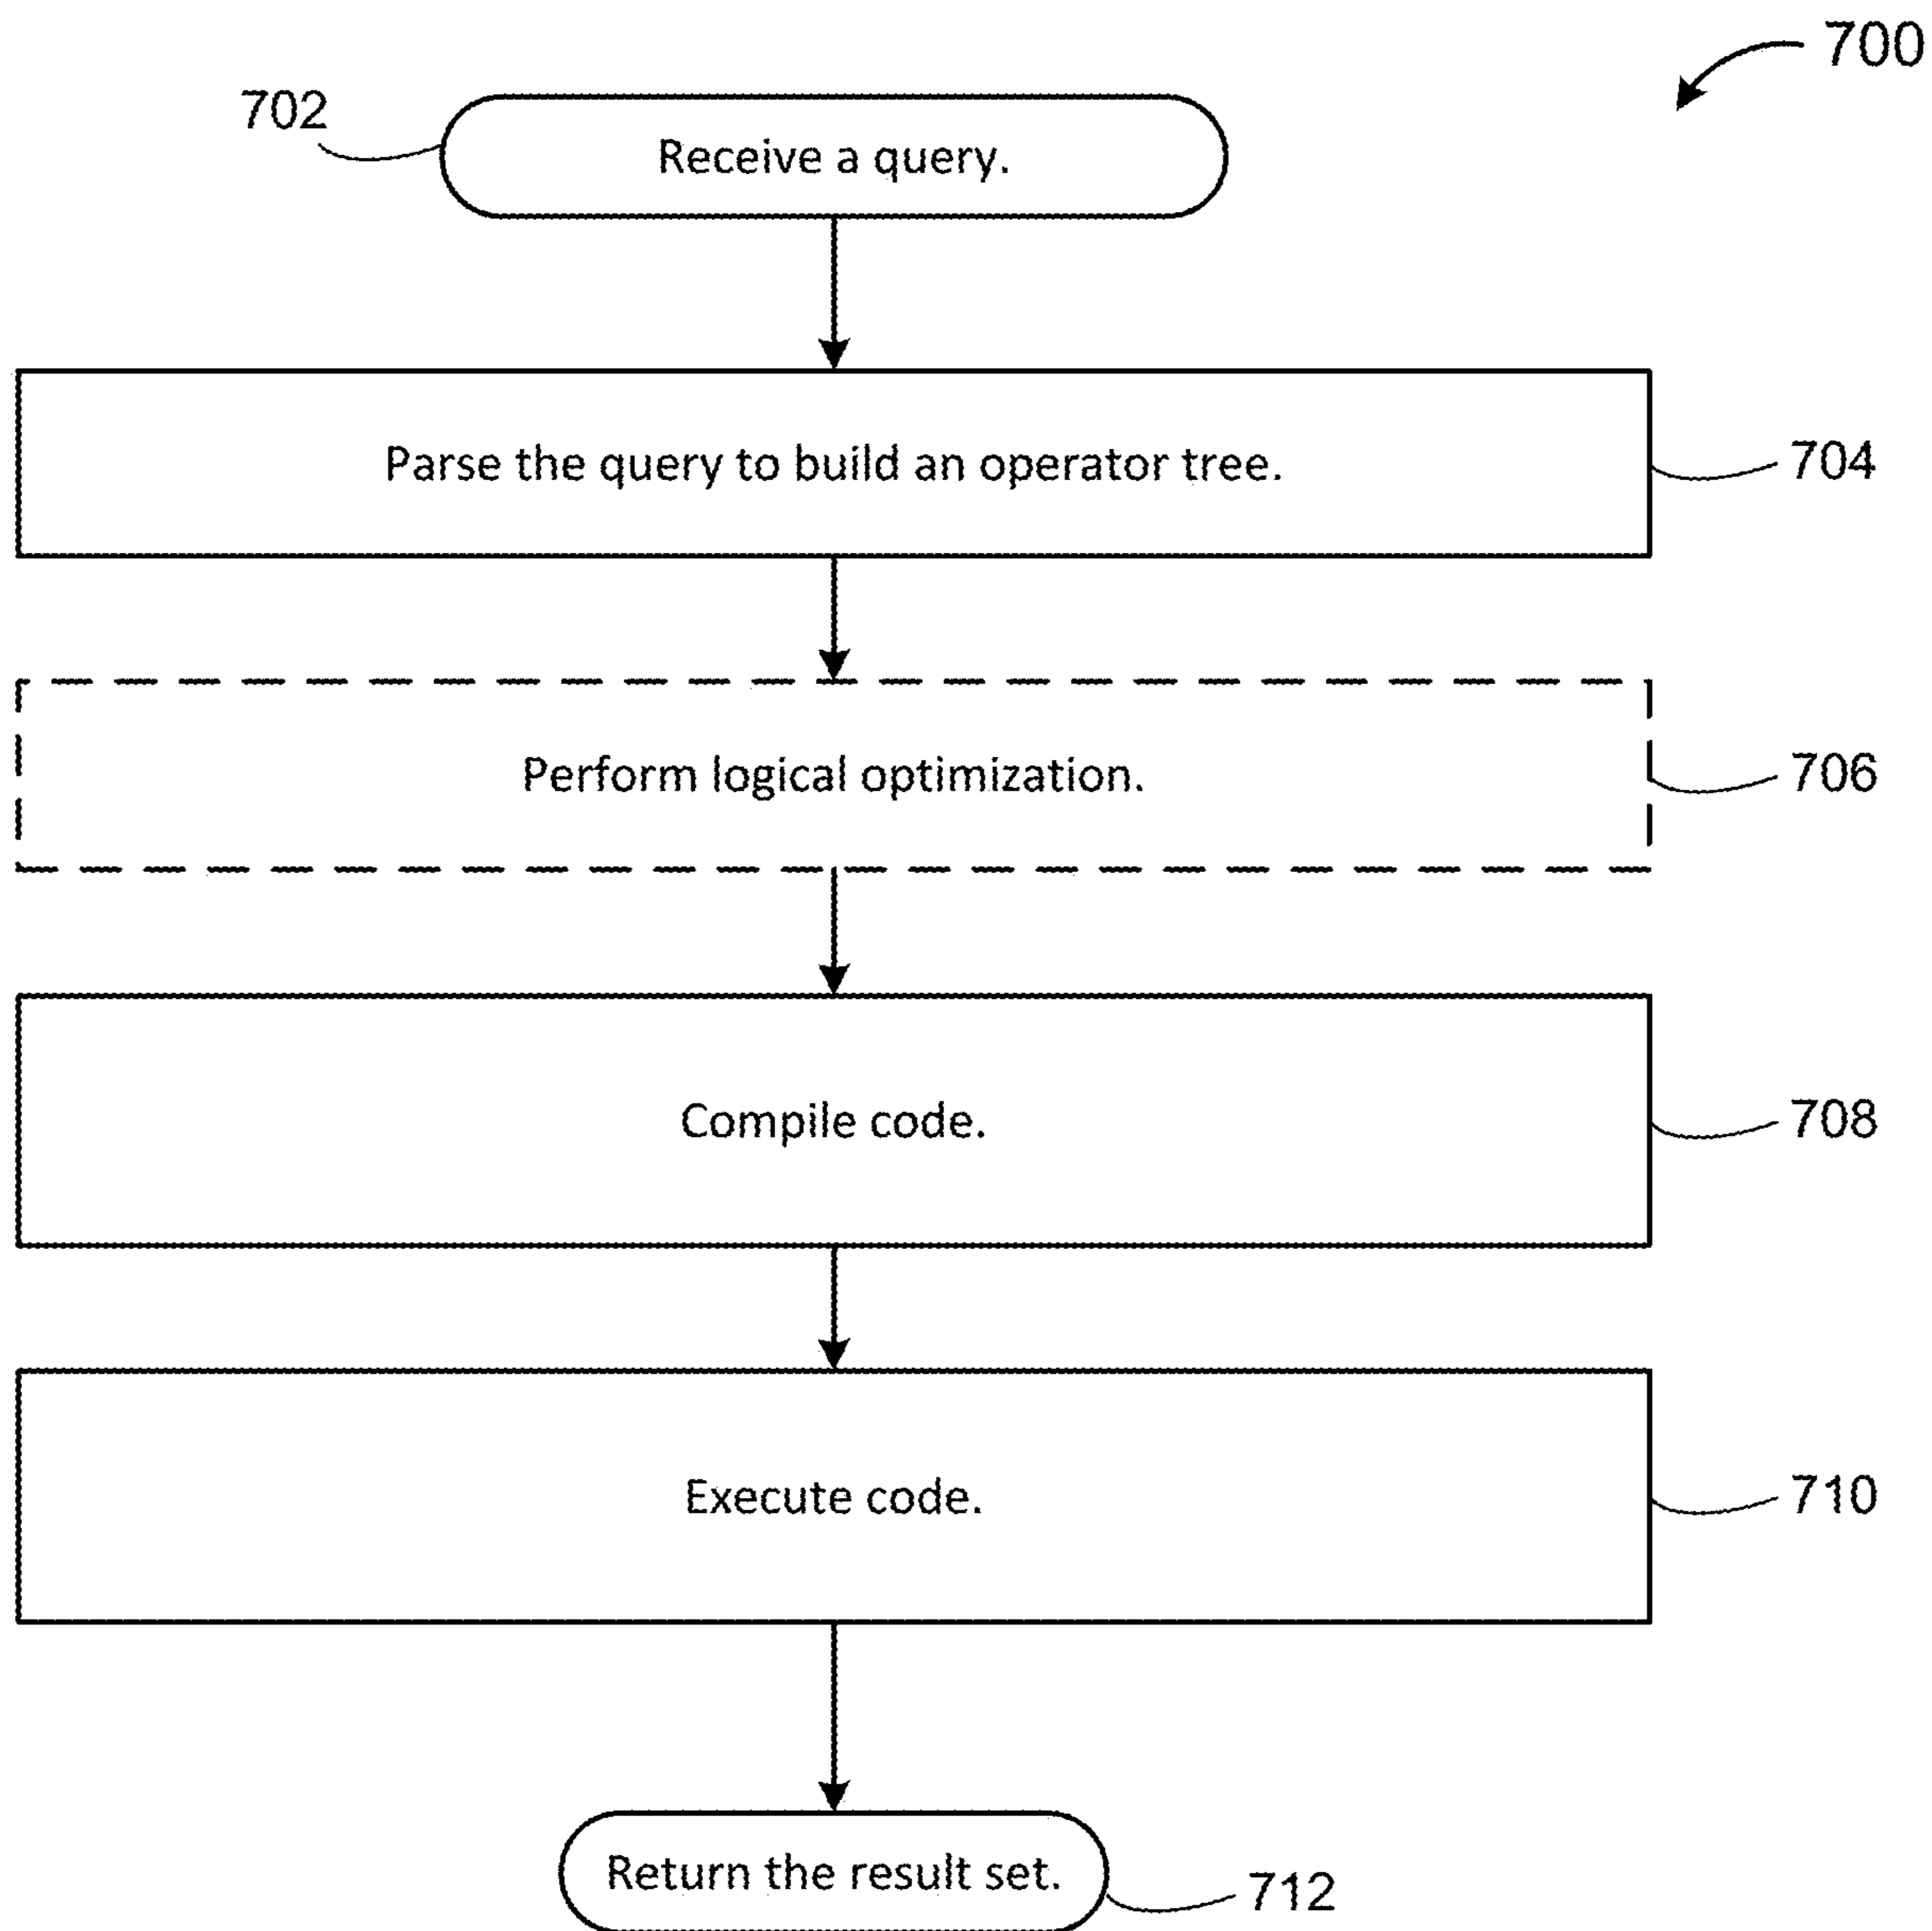 700
702
Receive a query.
Parse the query to build an operator tree.
704
Perform logical optimization.
706
Compile code.
708
Execute code.
710
Return the result set.
712